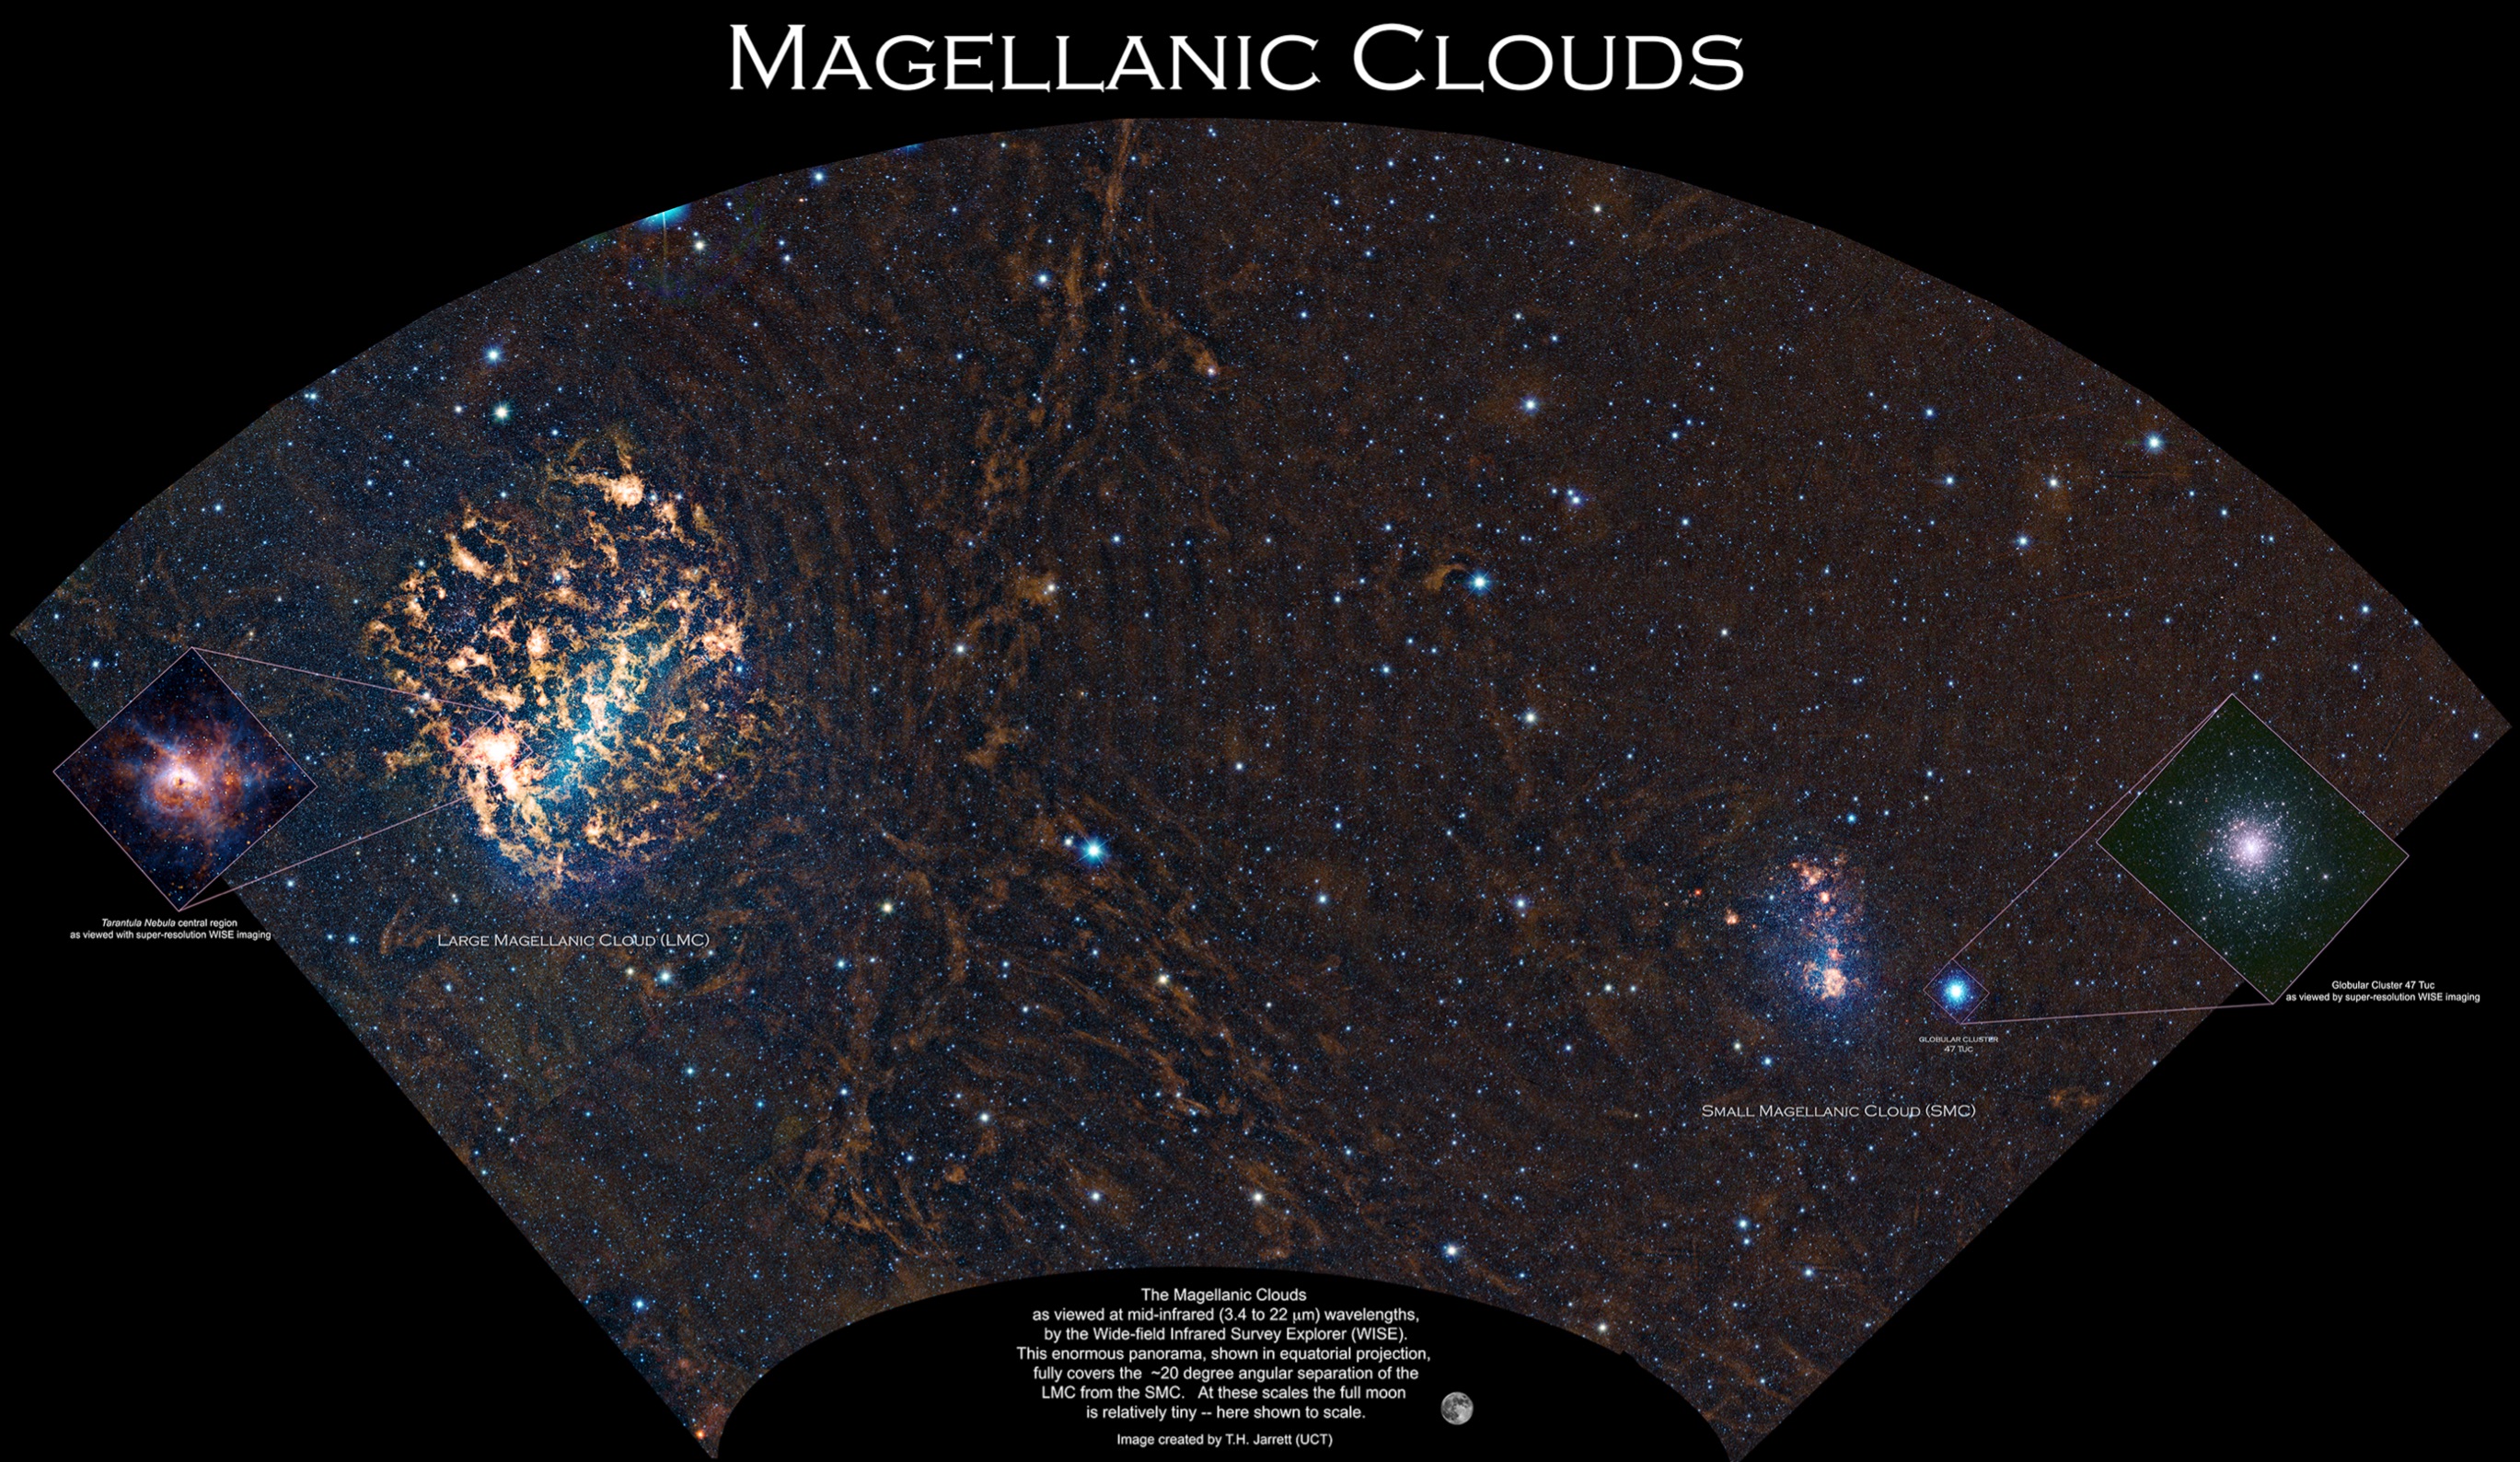 MAGELLANIC CLOUDS
Tarantula Nebula central region
as viewed with super-resolution WISE imaging
LARGE MAGELLANIC CLOUD (LMC)
Globular Cluster 47 Tuc
as viewed by super-resolution WISE imaging
GLOBULAR CLUSTER
47 TUC
SMALL MAGELLANIC CLOUD (SMC)
The Magellanic Clouds
as viewed at mid-infrared (3.4 to 22 μm) wavelengths,
by the Wide-field Infrared Survey Explorer (WISE).
This enormous panorama, shown in equatorial projection,
fully covers the ~20 degree angular separation of the
LMC from the SMC. At these scales the full moon
is relatively tiny -- here shown to scale.
Image created by T.H. Jarrett (UCT)